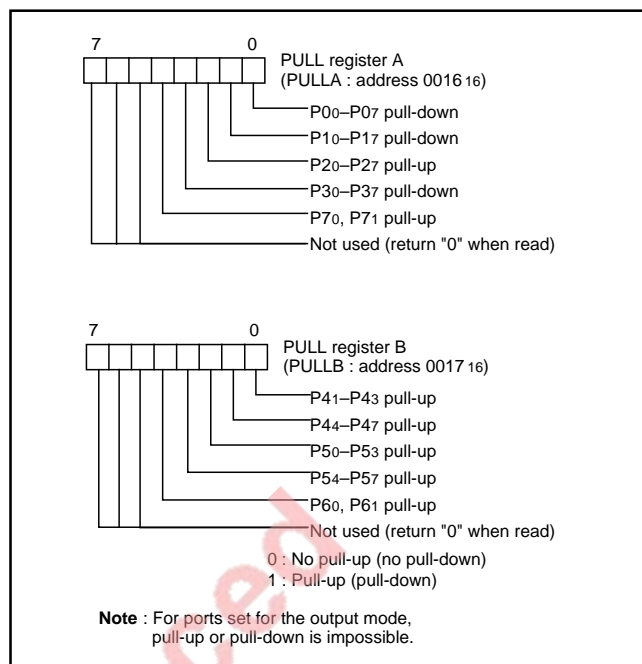 7 0
PULL register A
(PULLA : address 0016 16)
P00–P07 pull-down
P10–P17 pull-down
P20–P27 pull-up
P30–P37 pull-down
P70, P71 pull-up
Not used (return "0" when read)
7 0
PULL register B
(PULLB : address 0017 16)
P41–P43 pull-up
P44–P47 pull-up
P50–P53 pull-up
P54–P57 pull-up
P60, P61 pull-up
Not used (return "0" when read)
0 : No pull-up (no pull-down)
1 : Pull-up (pull-down)
Note : For ports set for the output mode,
pull-up or pull-down is impossible.
ced